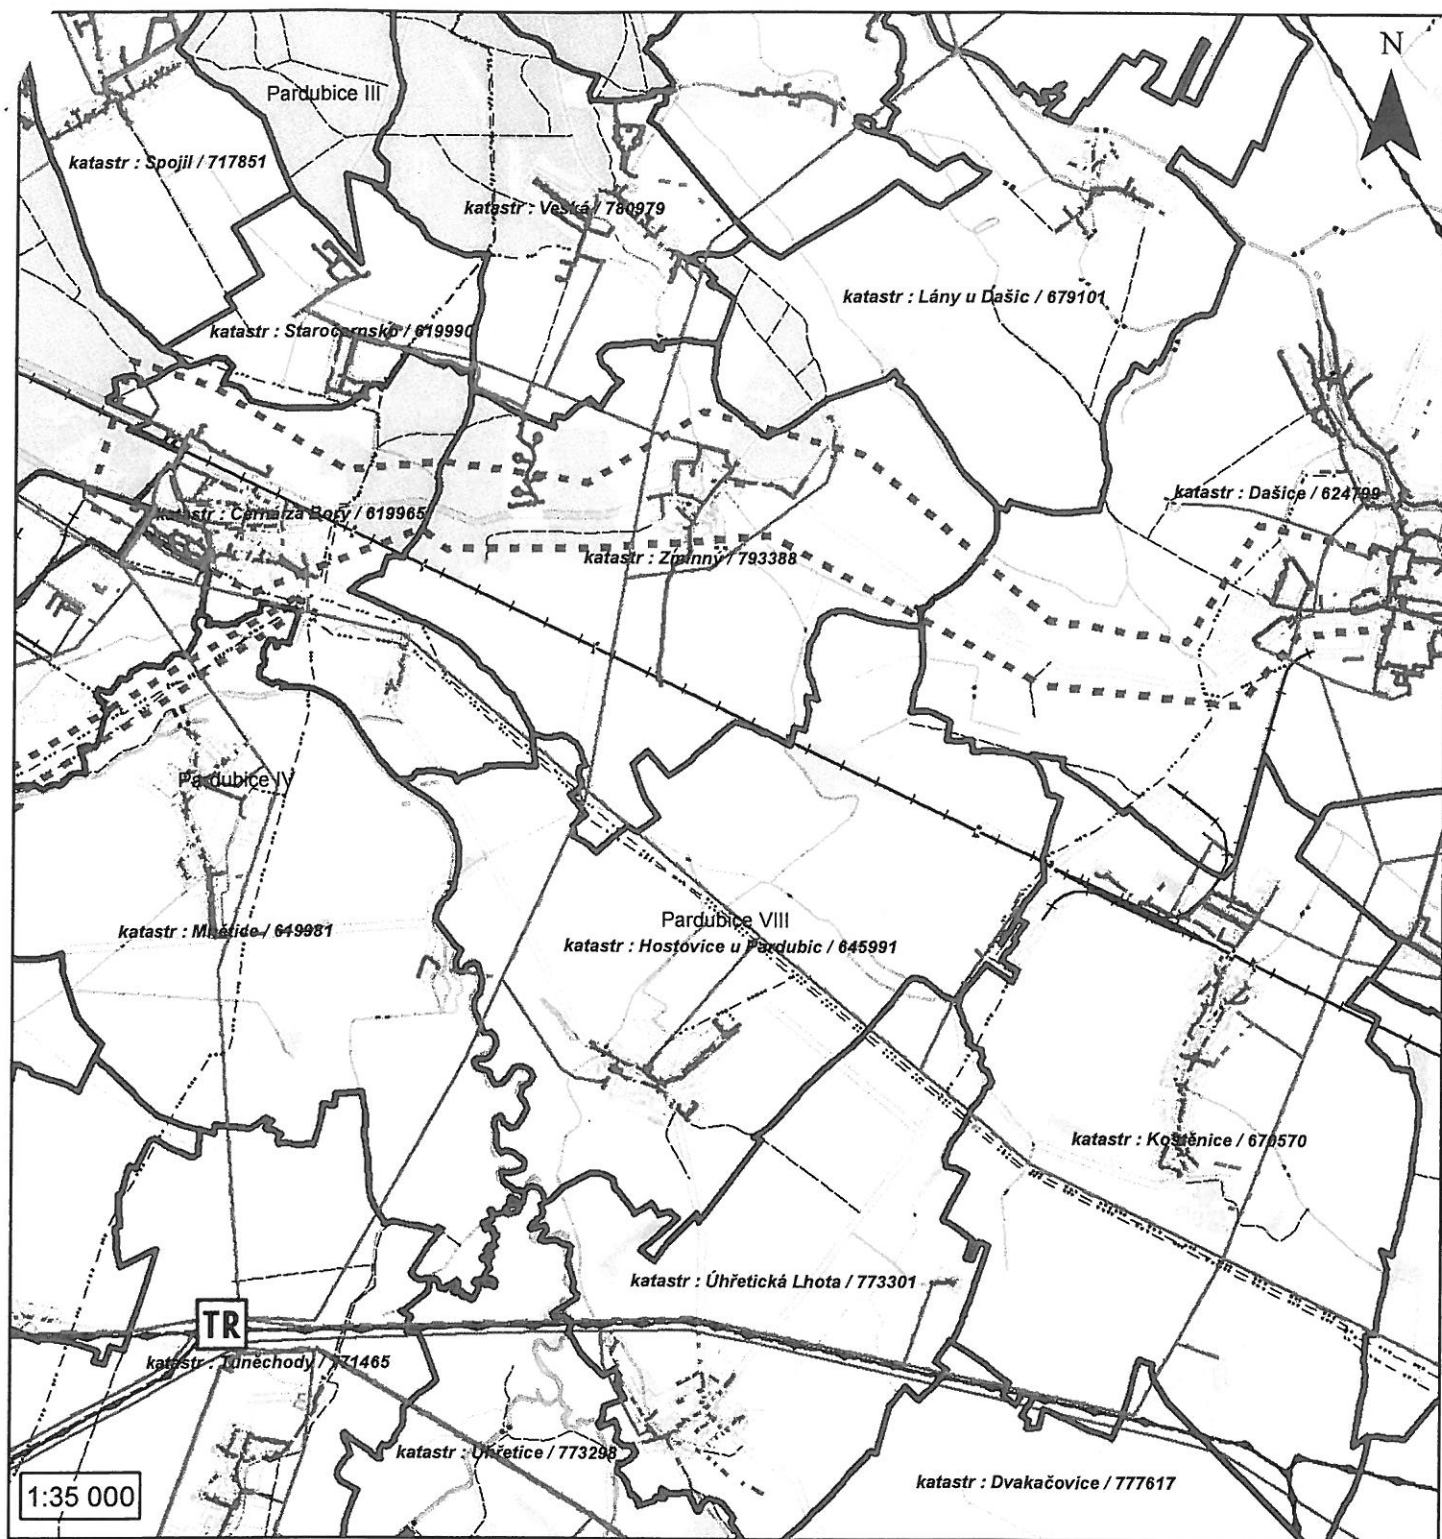 N
Pardubice III
katastr : Spojil / 717851
katastr : Veská / 780979
katastr : Lány u Dašic / 679101
katastr : Staročernsko / 619990
katastr : Dašice / 624799
katastr : Černá za Bory / 619965
katastr : Zminný / 793388
Pardubice IV
Pardubice VIII
katastr : Mnětice / 619981
katastr : Hostovice u Pardubic / 645991
katastr : Kostěnice / 670570
katastr : Úhřetická Lhota / 773301
TR
katastr : Tuněchody / 771465
katastr : Úhřetice / 773298
katastr : Dvakačovice / 777617
1:35 000